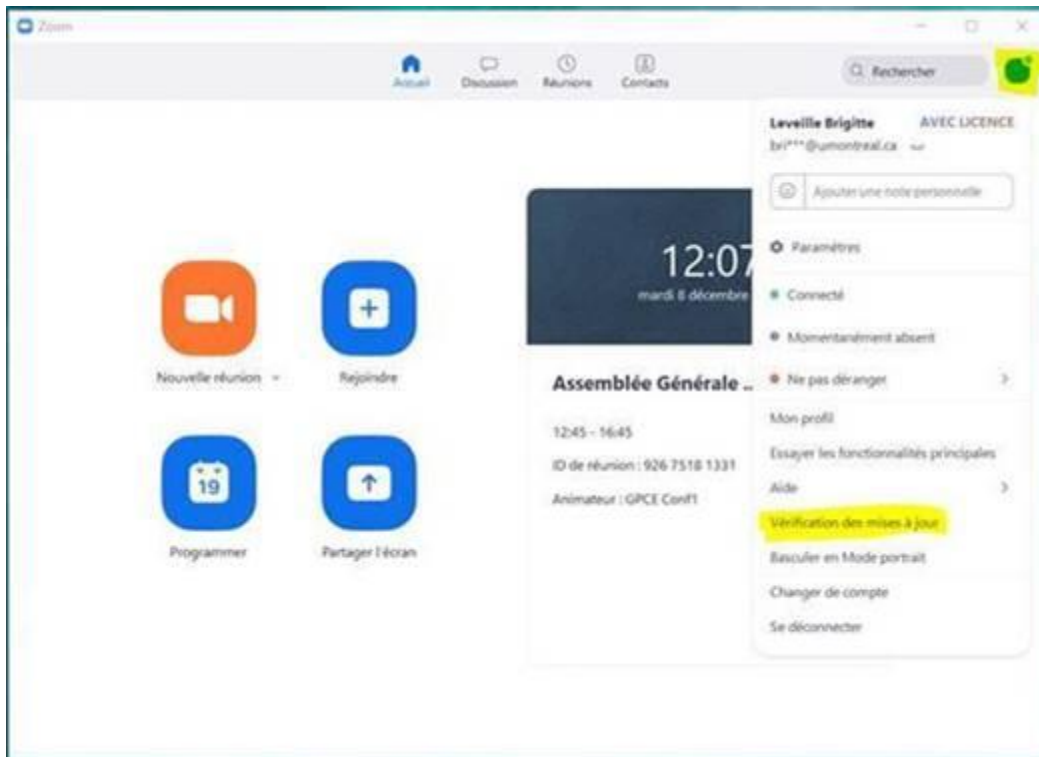 Zoom
Accueil
Discussion
Réunions
Contacts
Rechercher
Leveille Brigitte AVEC LICENCE
bri***@umontreal.ca
Ajouter une note personnelle
Paramètres
Connecté
Momentanément absent
Ne pas déranger
Mon profil
Essayer les fonctionnalités principales
Aide
Vérification des mises à jour
Basculer en Mode portrait
Changer de compte
Se déconnecter
Nouvelle réunion
Rejoindre
19
Programmer
Partager l'écran
12:07
mardi 8 décembre
Assemblée Générale ...
12:45 - 16:45
ID de réunion : 926 7518 1331
Animateur : GPCE Conf1